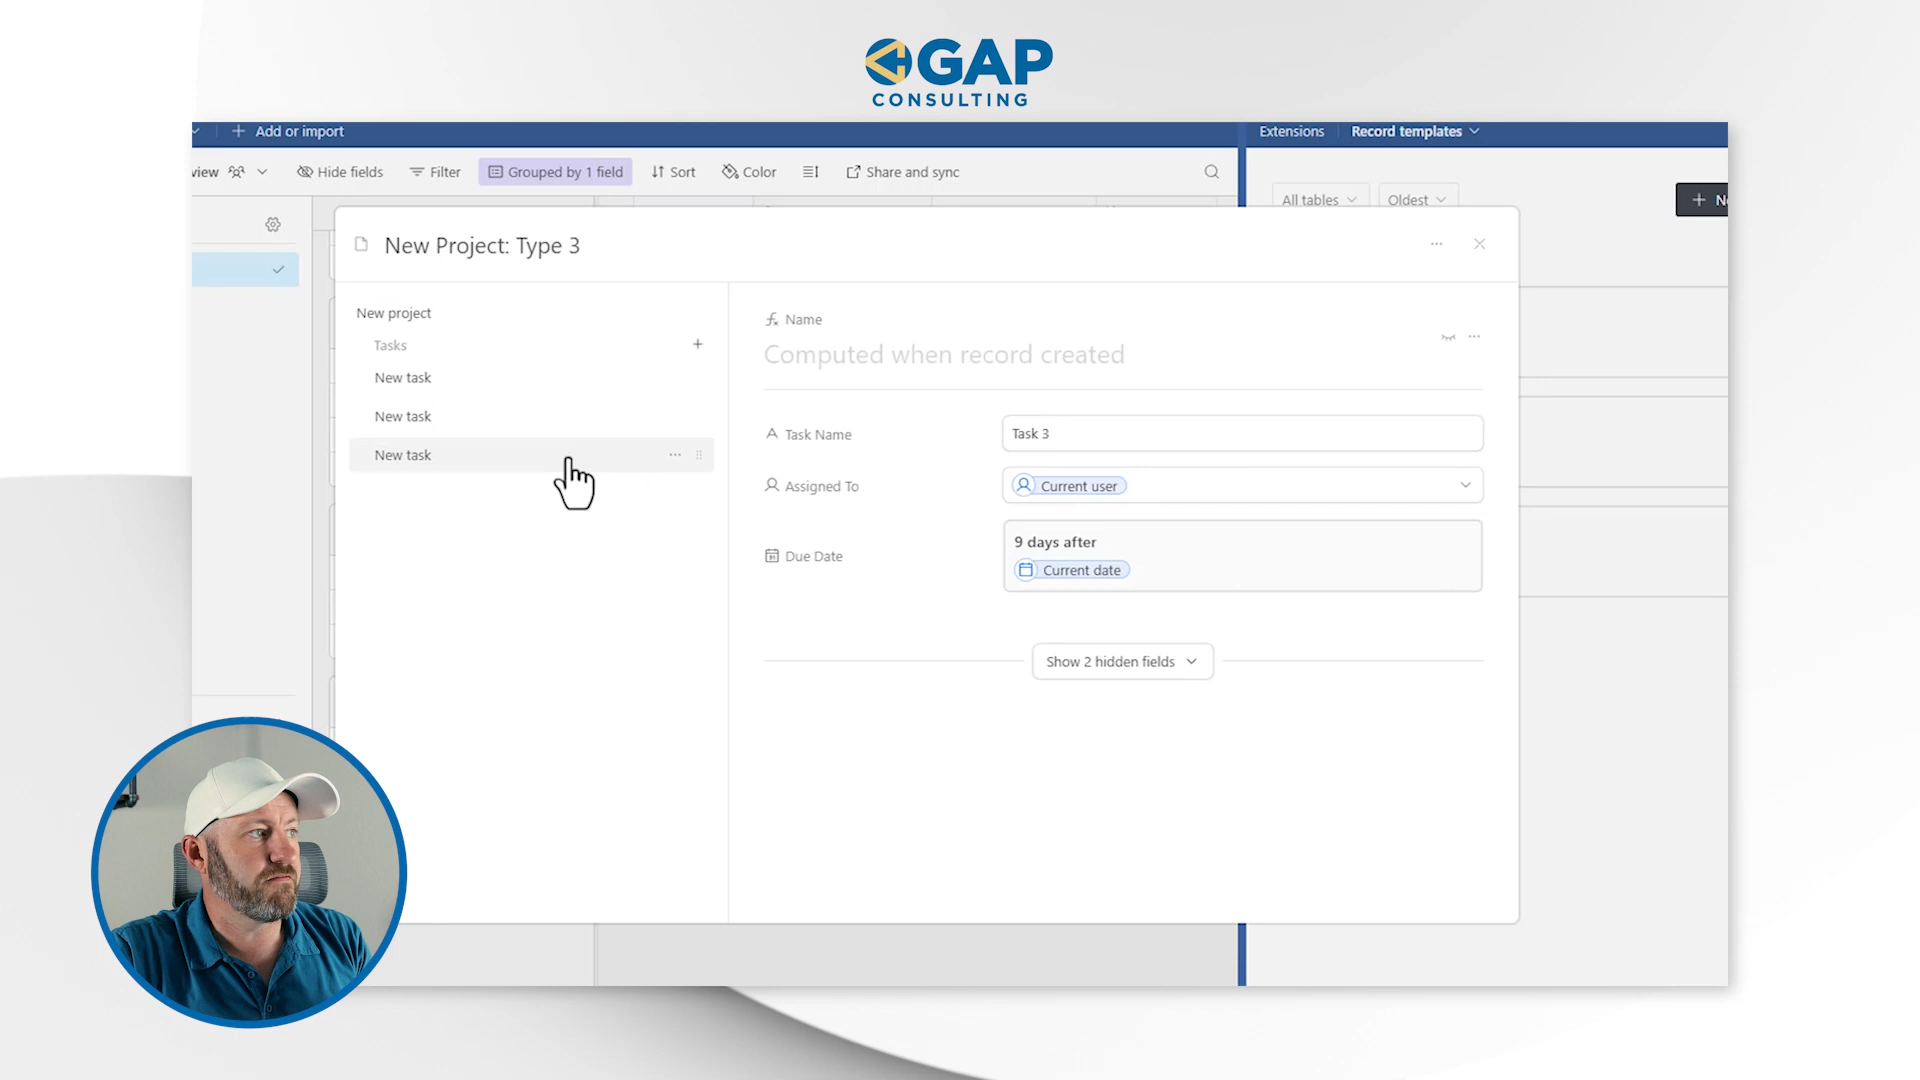 GAP
CONSULTING
Add or import
Extensions
Record templates
view
Hide fields
Filter
Grouped by 1 field
Sort
Color
Share and sync
All tables
Oldest
New Project: Type 3
New project
Tasks
New task
New task
New task
Name
Computed when record created
Task Name
Task 3
Assigned To
Current user
Due Date
9 days after
Current date
Show 2 hidden fields